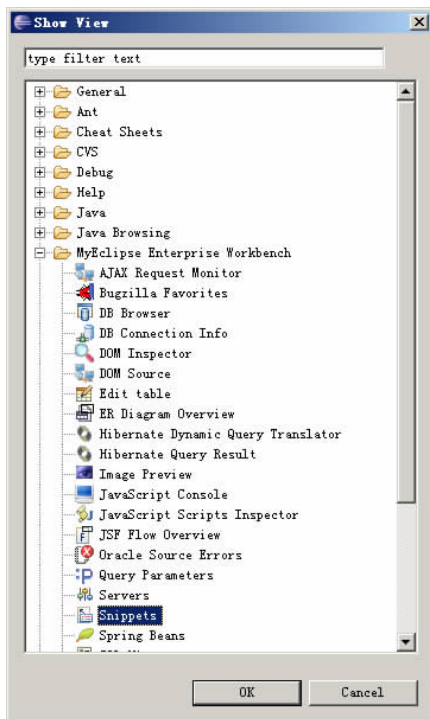 Show View
type filter text
General
Ant
Cheat Sheets
CVS
Debug
Help
Java
Java Browsing
MyEclipse Enterprise Workbench
AJAX Request Monitor
Bugzilla Favorites
DB Browser
DB Connection Info
DOM Inspector
DOM Source
Edit table
ER Diagram Overview
Hibernate Dynamic Query Translator
Hibernate Query Result
Image Preview
JavaScript Console
JavaScript Scripts Inspector
JSF Flow Overview
Oracle Source Errors
Query Parameters
Servers
Snippets
Spring Beans
OK Cancel